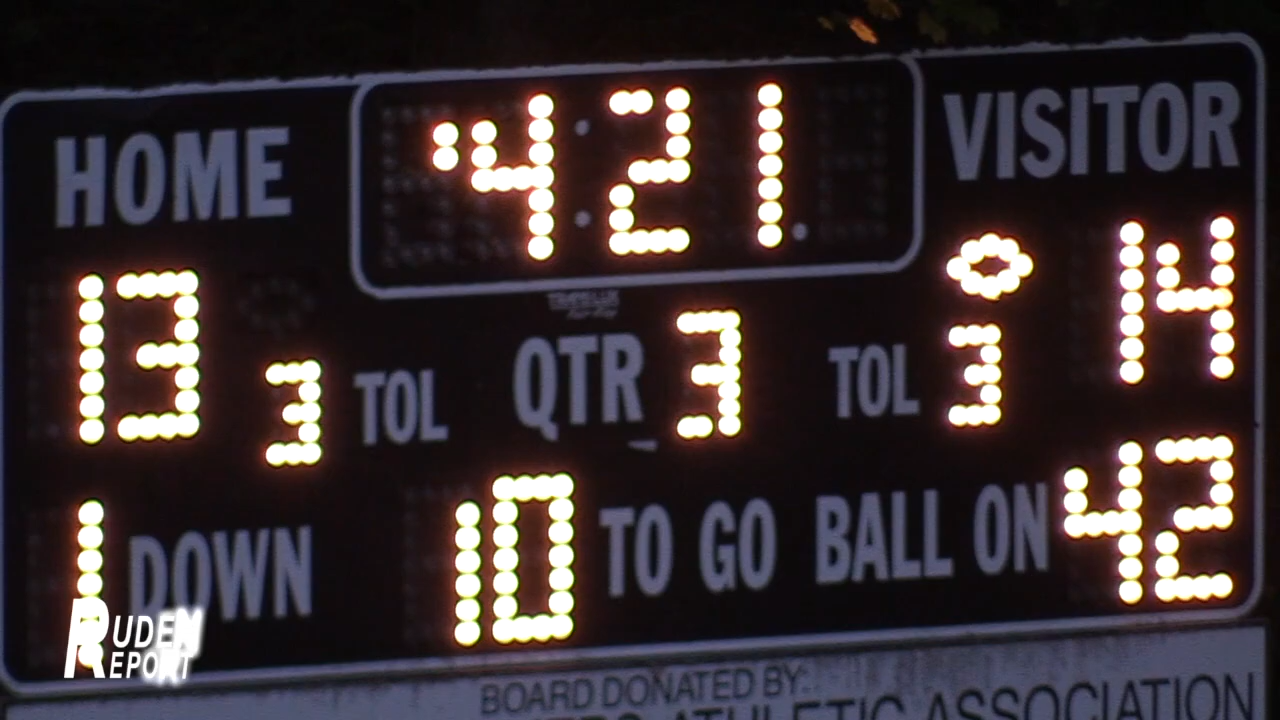 HOME 4:21 VISITOR
13 3 TOL QTR 3 TOL 3 14
1 DOWN 10 TO GO BALL ON 42
RUDEN
REPORT
BOARD DONATED BY:
ATHLETIC ASSOCIATION